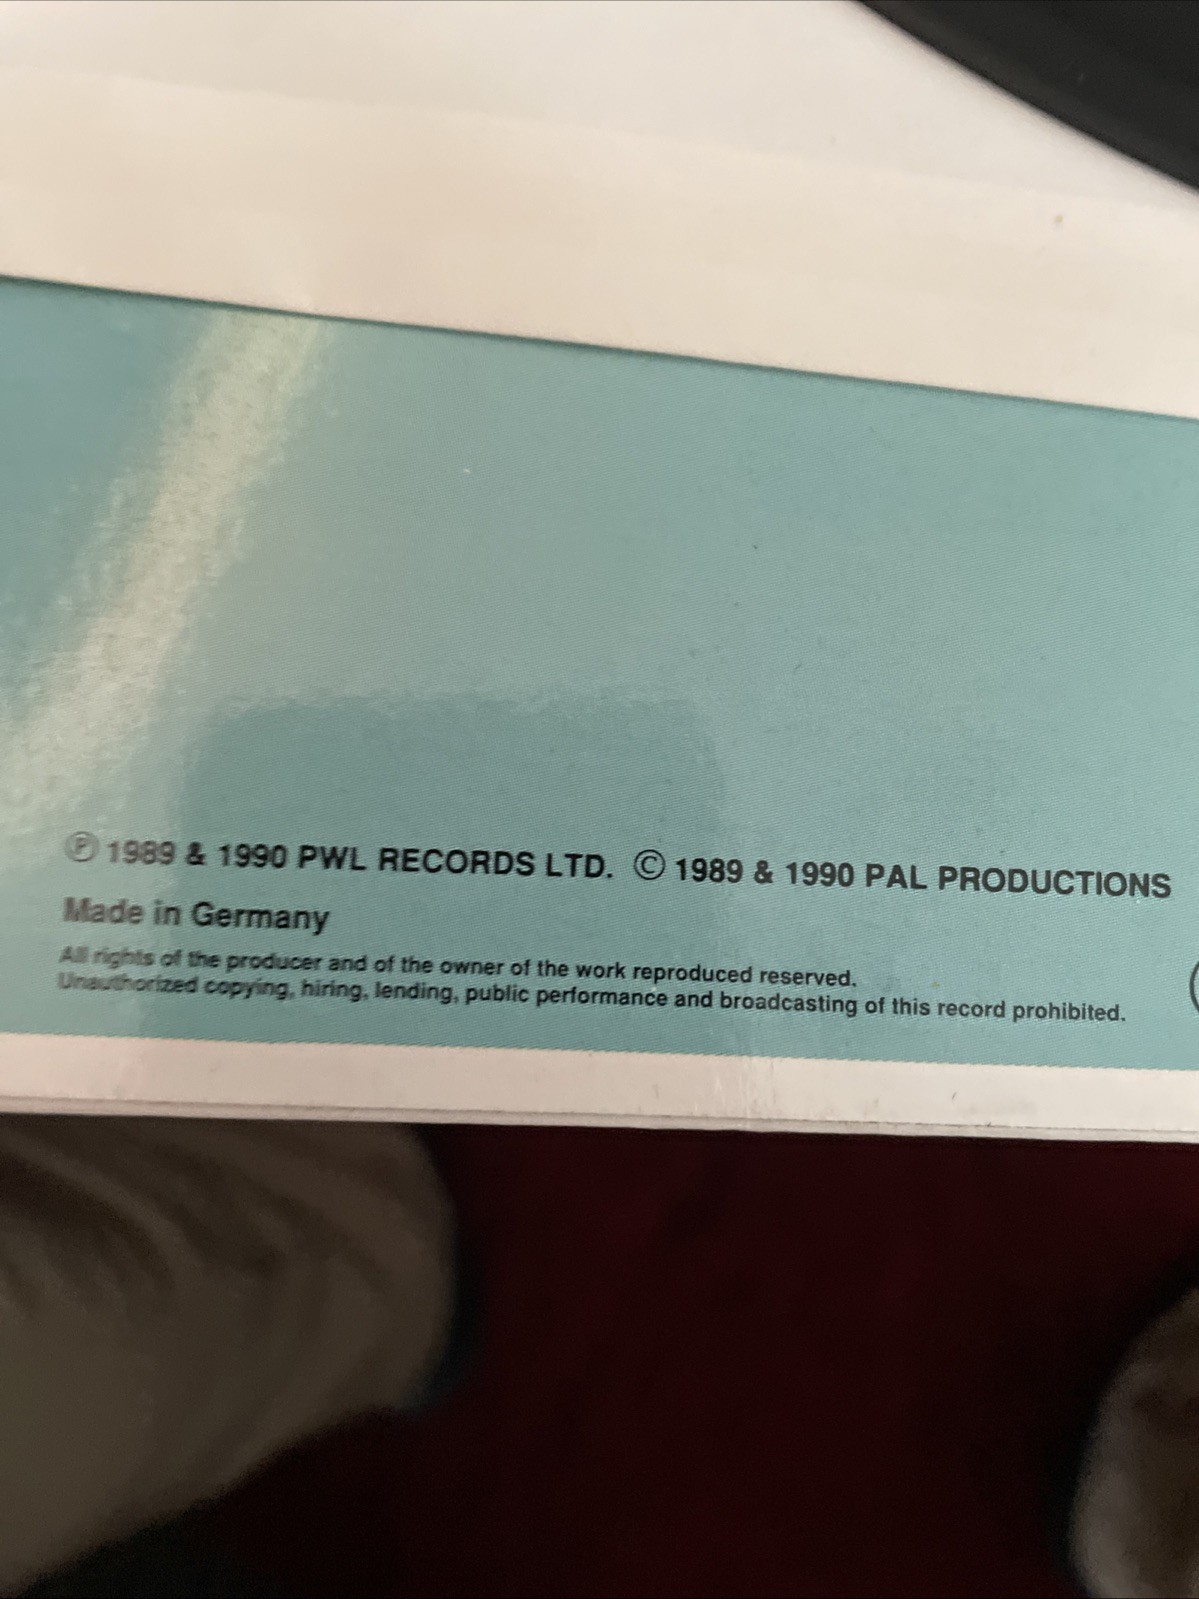 Ⓟ 1989 & 1990 PWL RECORDS LTD. © 1989 & 1990 PAL PRODUCTIONS
Made in Germany
All rights of the producer and of the owner of the work reproduced reserved.
Unauthorized copying, hiring, lending, public performance and broadcasting of this record prohibited.